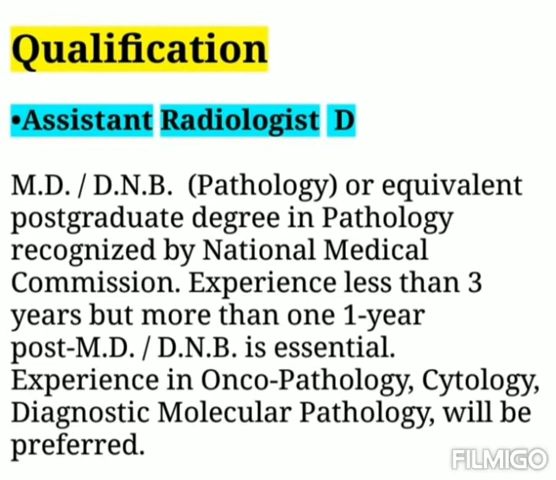 Qualification
•Assistant Radiologist D
M.D. / D.N.B. (Pathology) or equivalent
postgraduate degree in Pathology
recognized by National Medical
Commission. Experience less than 3
years but more than one 1-year
post-M.D. / D.N.B. is essential.
Experience in Onco-Pathology, Cytology,
Diagnostic Molecular Pathology, will be
preferred.
FILMIGO